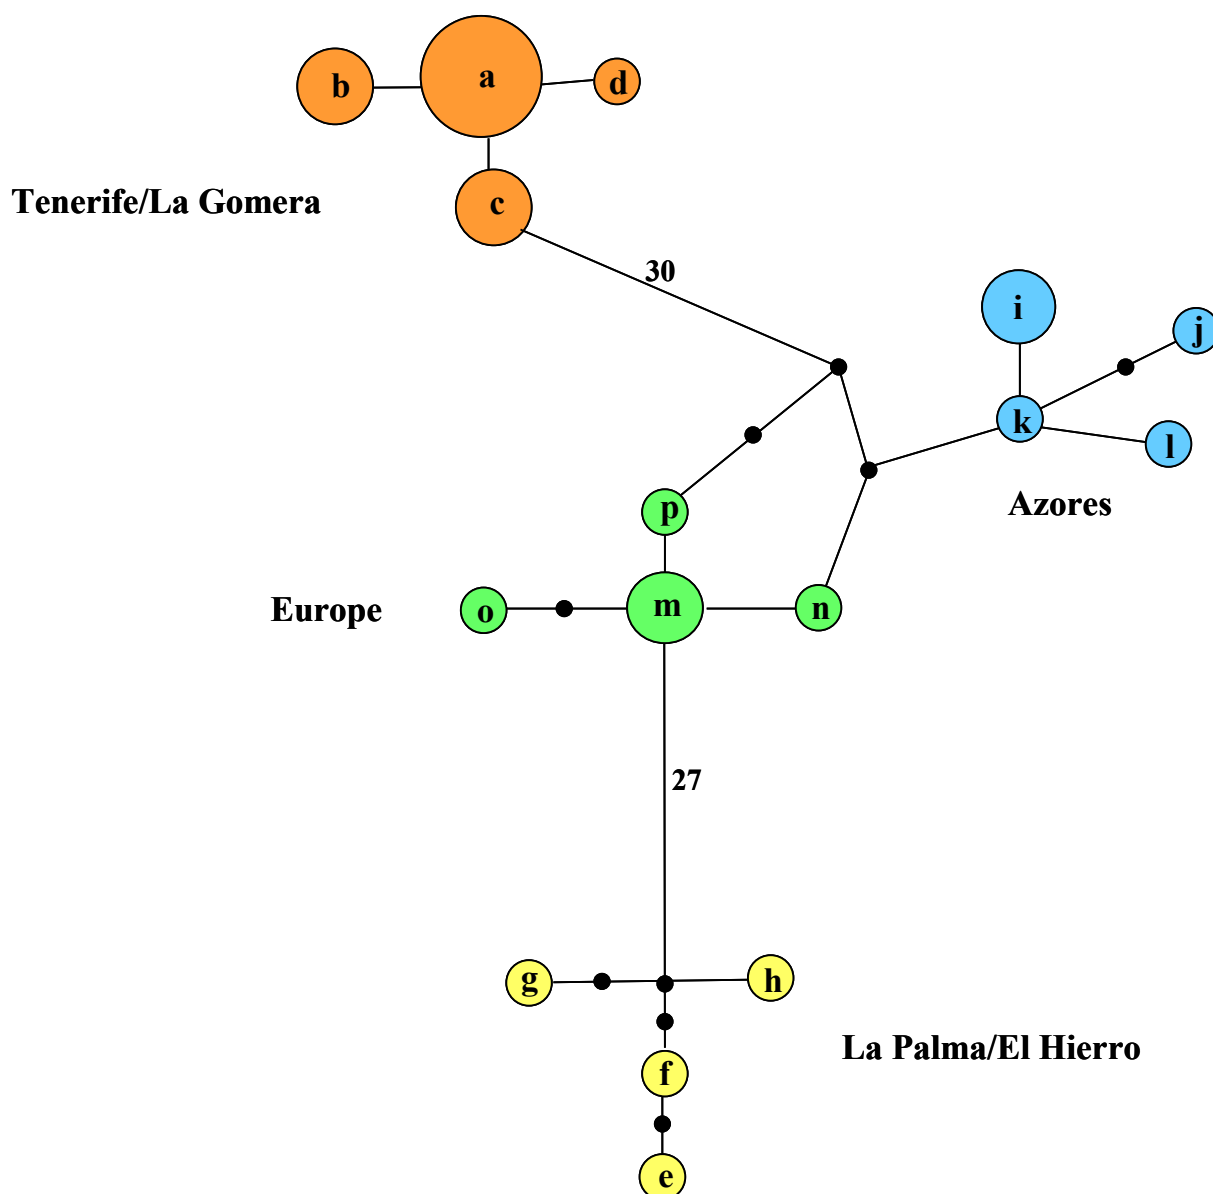 b
a
d
Tenerife/La Gomera
c
30
i
j
k
l
Azores
p
Europe
o
m
n
27
g
h
La Palma/El Hierro
f
e